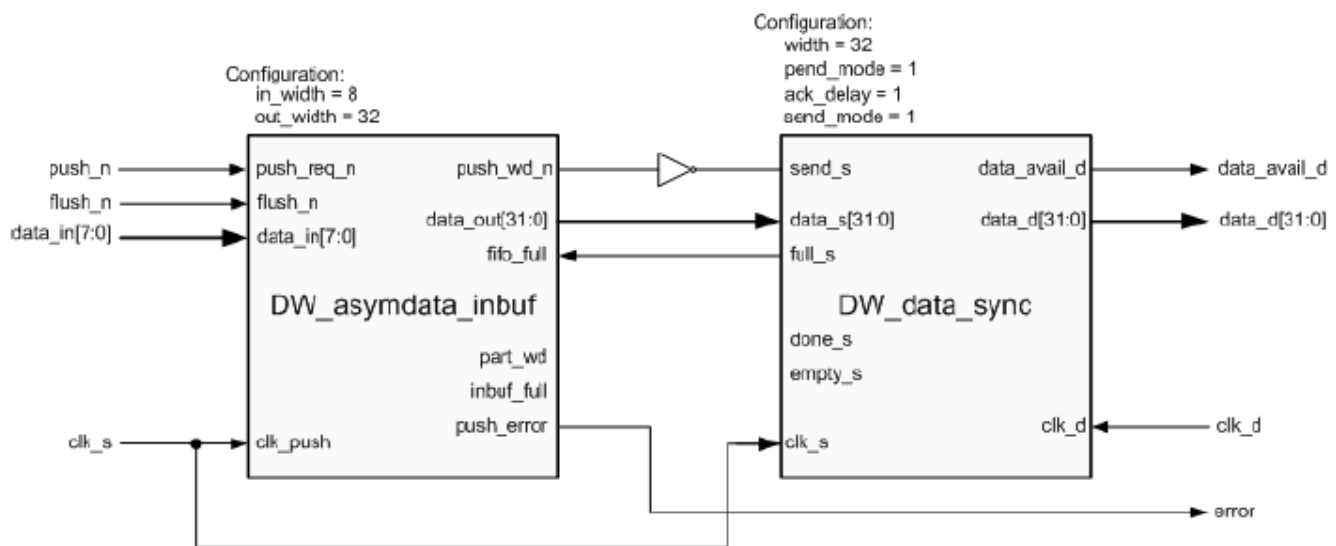 Configuration:
width = 32
pend_mode = 1
ack_delay = 1
send_mode = 1
Configuration:
in_width = 8
out_width = 32
push_n
flush_n
data_in[7:0]
clk_s
push_req_n
flush_n
data_in[7:0]
push_wd_n
data_out[31:0]
fifo_full
DW_asymdata_inbuf
part_wd
inbuf_full
push_error
clk_push
send_s
data_s[31:0]
full_s
data_avail_d
data_d[31:0]
DW_data_sync
done_s
empty_s
clk_s
clk_d
data_avail_d
data_d[31:0]
clk_d
error